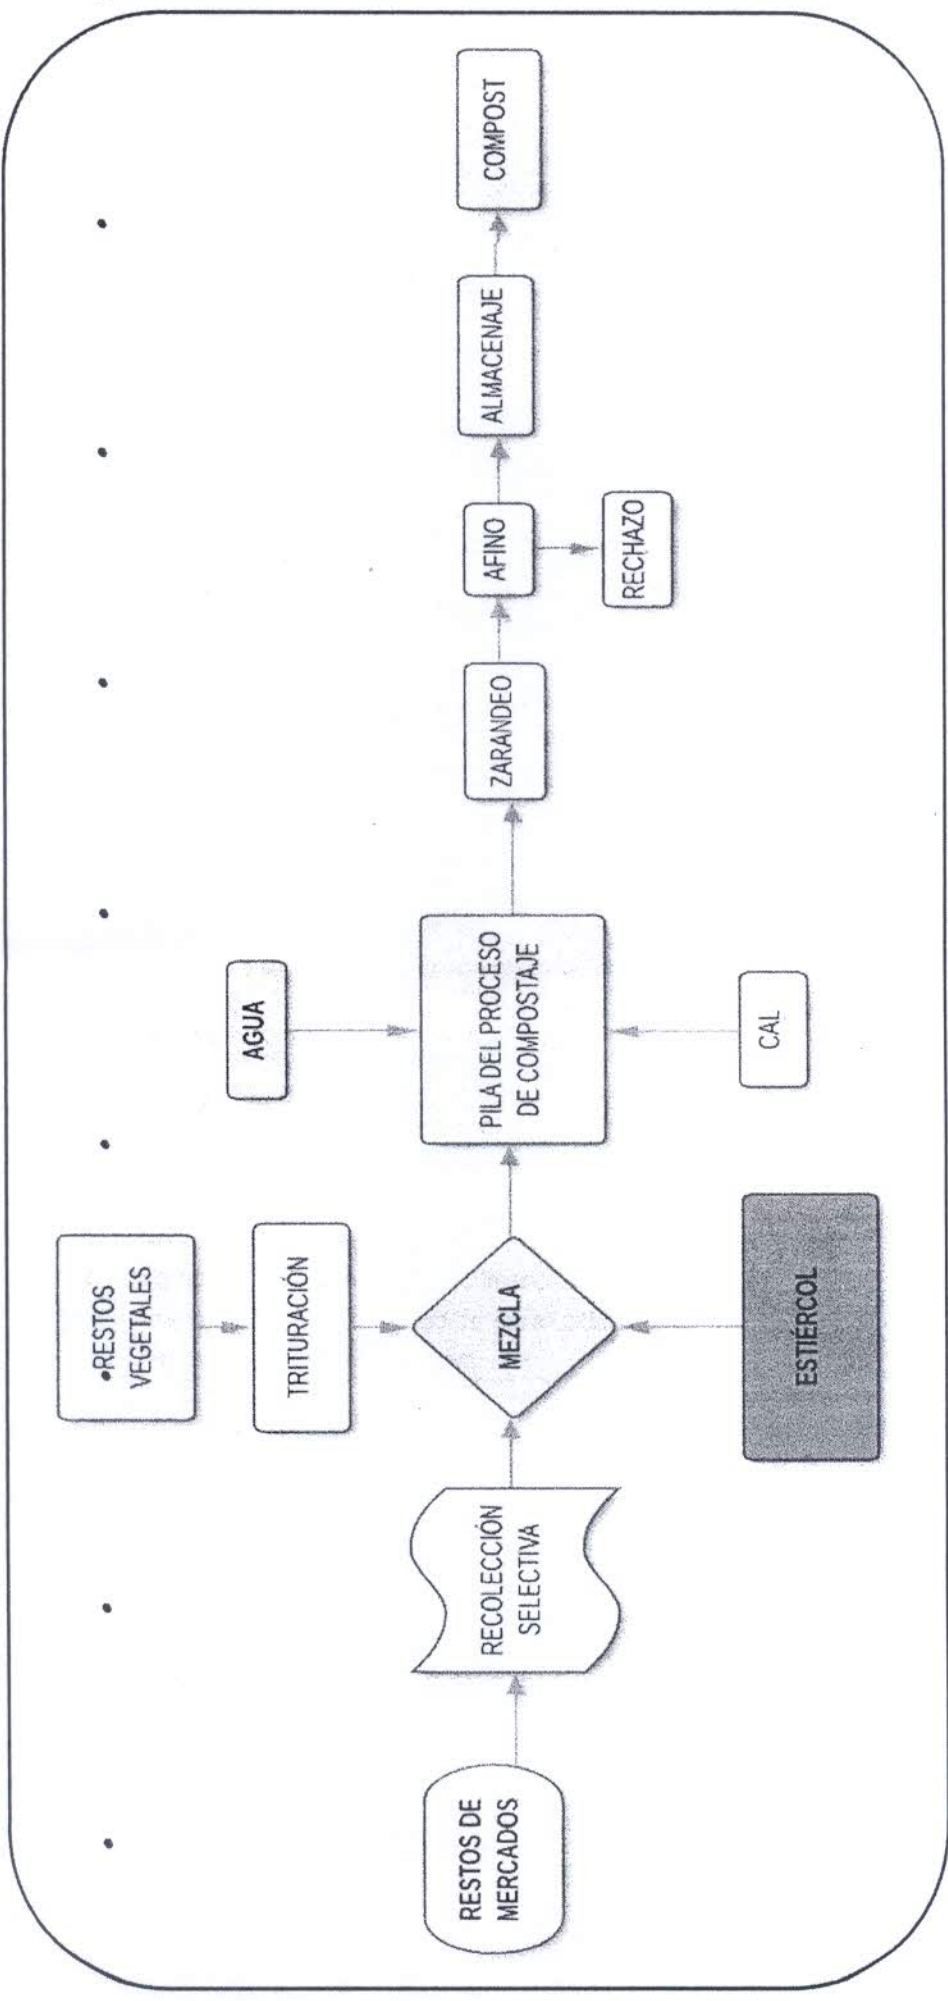 RESTOS DE
MERCADOS
RECOLECCIÓN
SELECTIVA
•RESTOS
VEGETALES
TRITURACIÓN
MEZCLA
ESTIÉRCOL
AGUA
PILA DEL PROCESO
DE COMPOSTAJE
CAL
ZARANDEO
AFINO
RECHAZO
ALMACENAJE
COMPOST